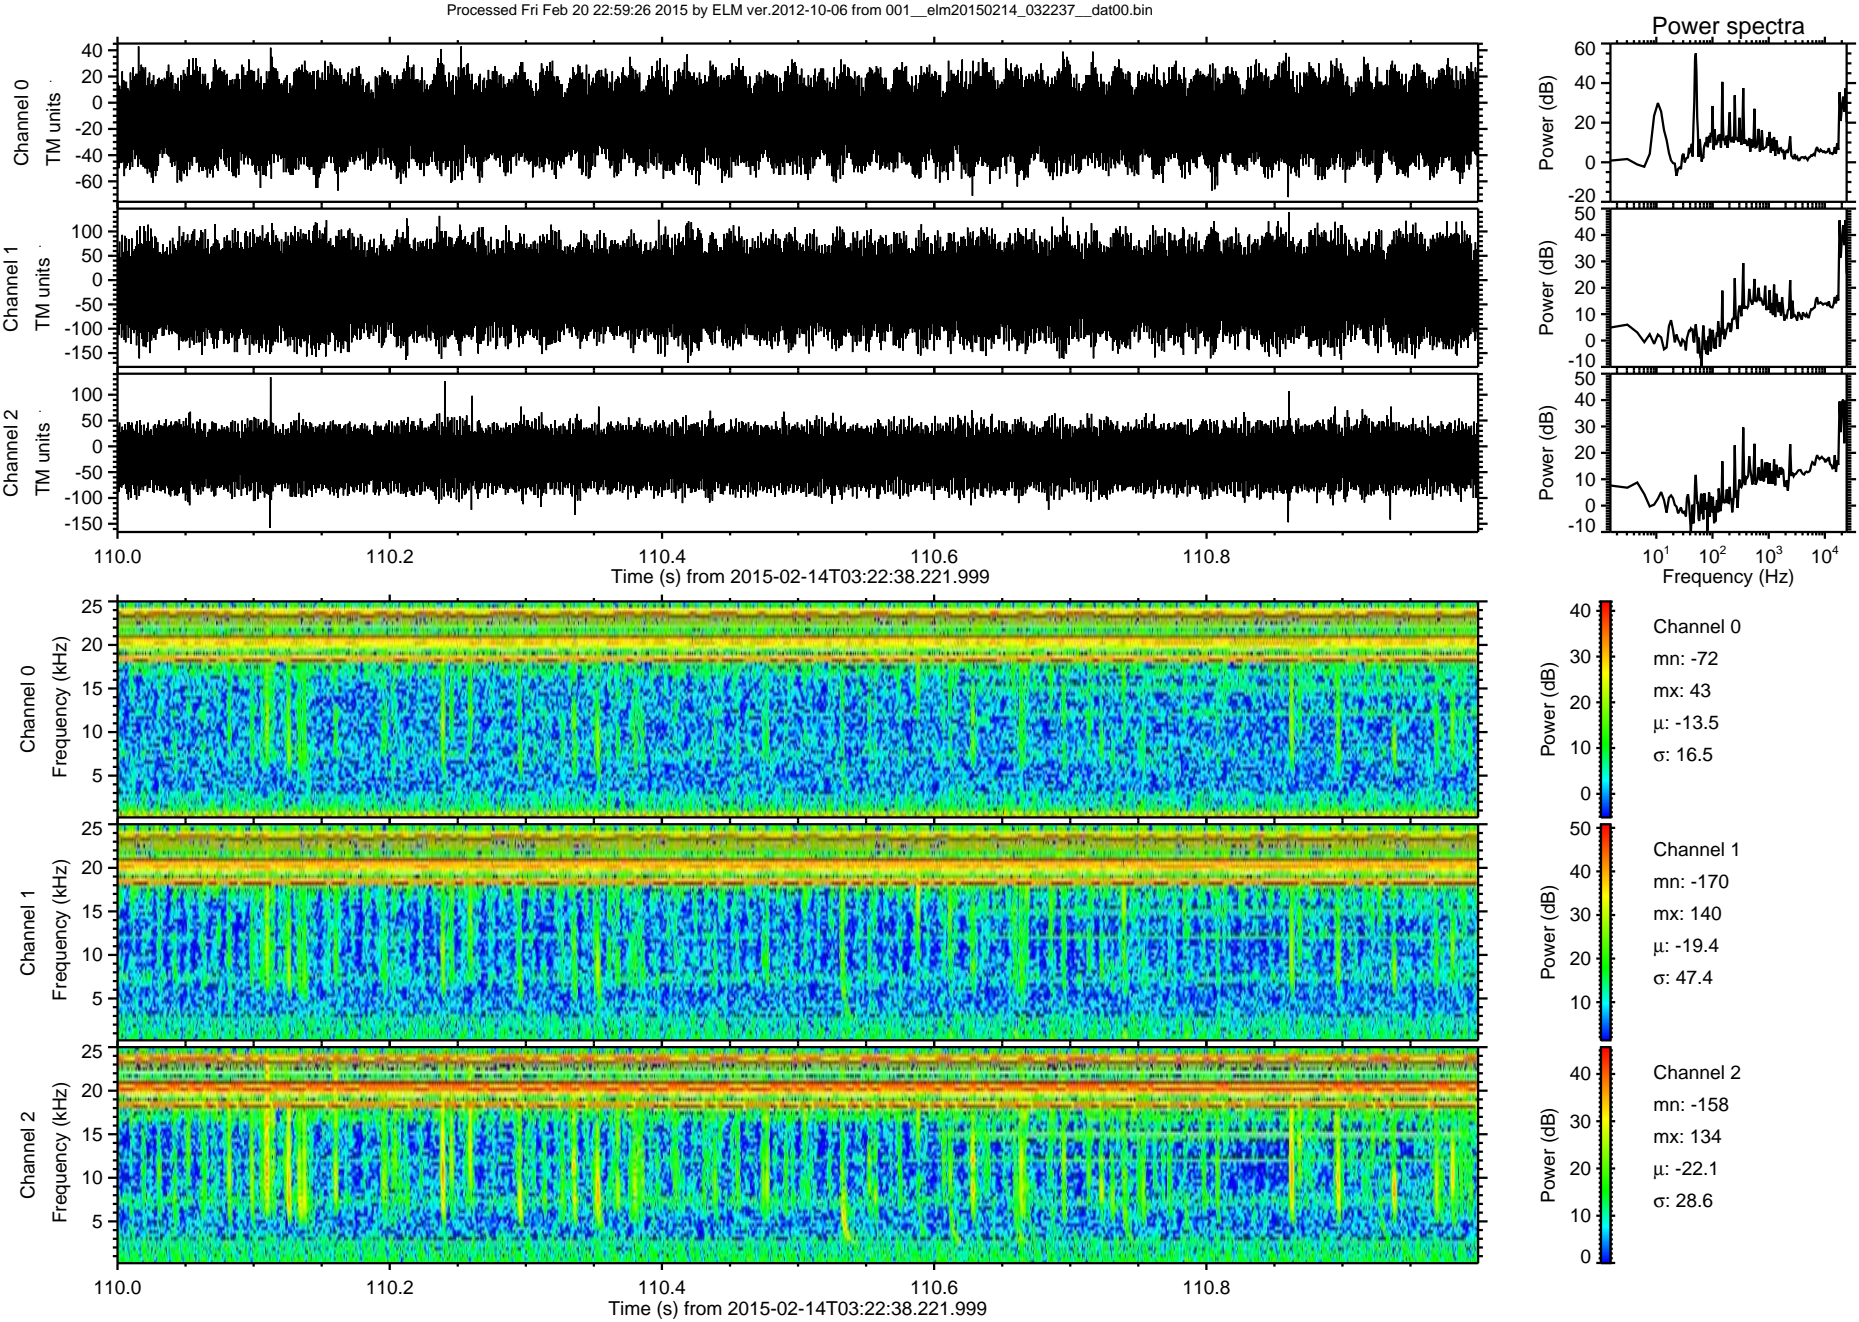 Processed Fri Feb 20 22:59:26 2015 by ELM ver.2012-10-06 from 001__elm20150214_032237__dat00.bin
Power spectra
Channel 0
TM units
40
20
0
-20
-40
-60
Power (dB)
60
40
20
0
-20
Channel 1
TM units
100
50
0
-50
-100
-150
Power (dB)
50
40
30
20
10
0
-10
Channel 2
TM units
100
50
0
-50
-100
-150
Power (dB)
50
40
30
20
10
0
-10
110.0 110.2 110.4 110.6 110.8
Time (s) from 2015-02-14T03:22:38.221.999
10^1 10^2 10^3 10^4
Frequency (Hz)
Channel 0
Frequency (kHz)
25
20
15
10
5
Power (dB)
40
30
20
10
0
Channel 0
mn: -72
mx: 43
μ: -13.5
σ: 16.5
Channel 1
Frequency (kHz)
25
20
15
10
5
Power (dB)
50
40
30
20
10
Channel 1
mn: -170
mx: 140
μ: -19.4
σ: 47.4
Channel 2
Frequency (kHz)
25
20
15
10
5
Power (dB)
40
30
20
10
0
Channel 2
mn: -158
mx: 134
μ: -22.1
σ: 28.6
110.0 110.2 110.4 110.6 110.8
Time (s) from 2015-02-14T03:22:38.221.999